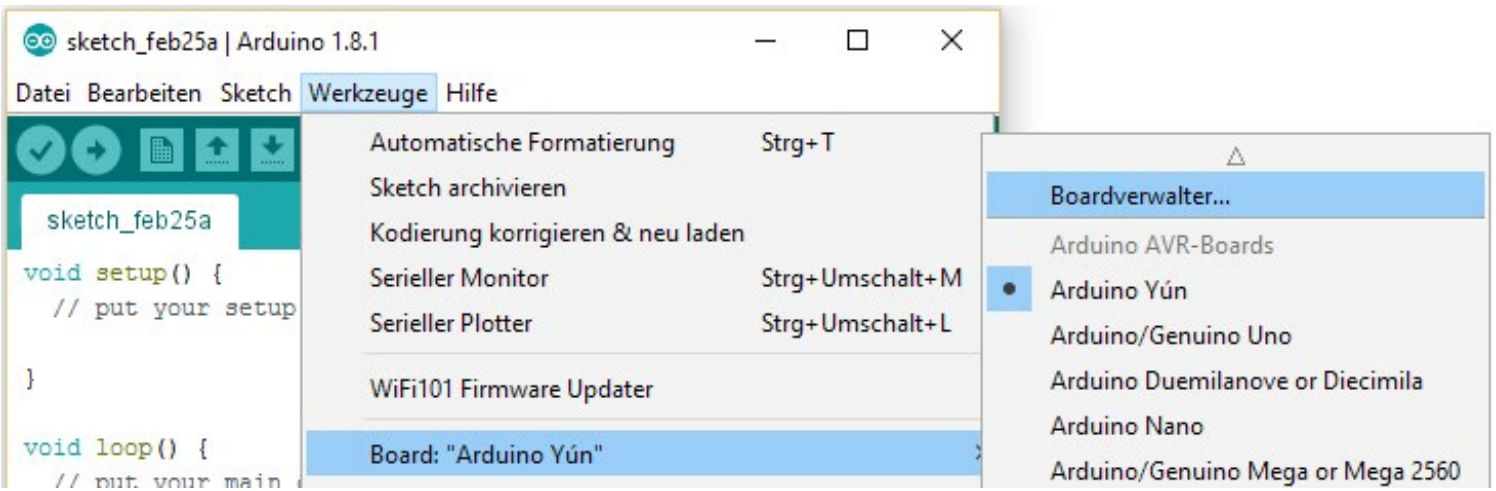 sketch_feb25a | Arduino 1.8.1
Datei Bearbeiten Sketch Werkzeuge Hilfe
Automatische Formatierung Strg+T
Sketch archivieren
Kodierung korrigieren & neu laden
Serieller Monitor Strg+Umschalt+M
Serieller Plotter Strg+Umschalt+L
WiFi101 Firmware Updater
Board: "Arduino Yún"
Boardverwalter...
Arduino AVR-Boards
Arduino Yún
Arduino/Genuino Uno
Arduino Duemilanove or Diecimila
Arduino Nano
Arduino/Genuino Mega or Mega 2560
sketch_feb25a
void setup() {
// put your setup
}
void loop() {
// put your main